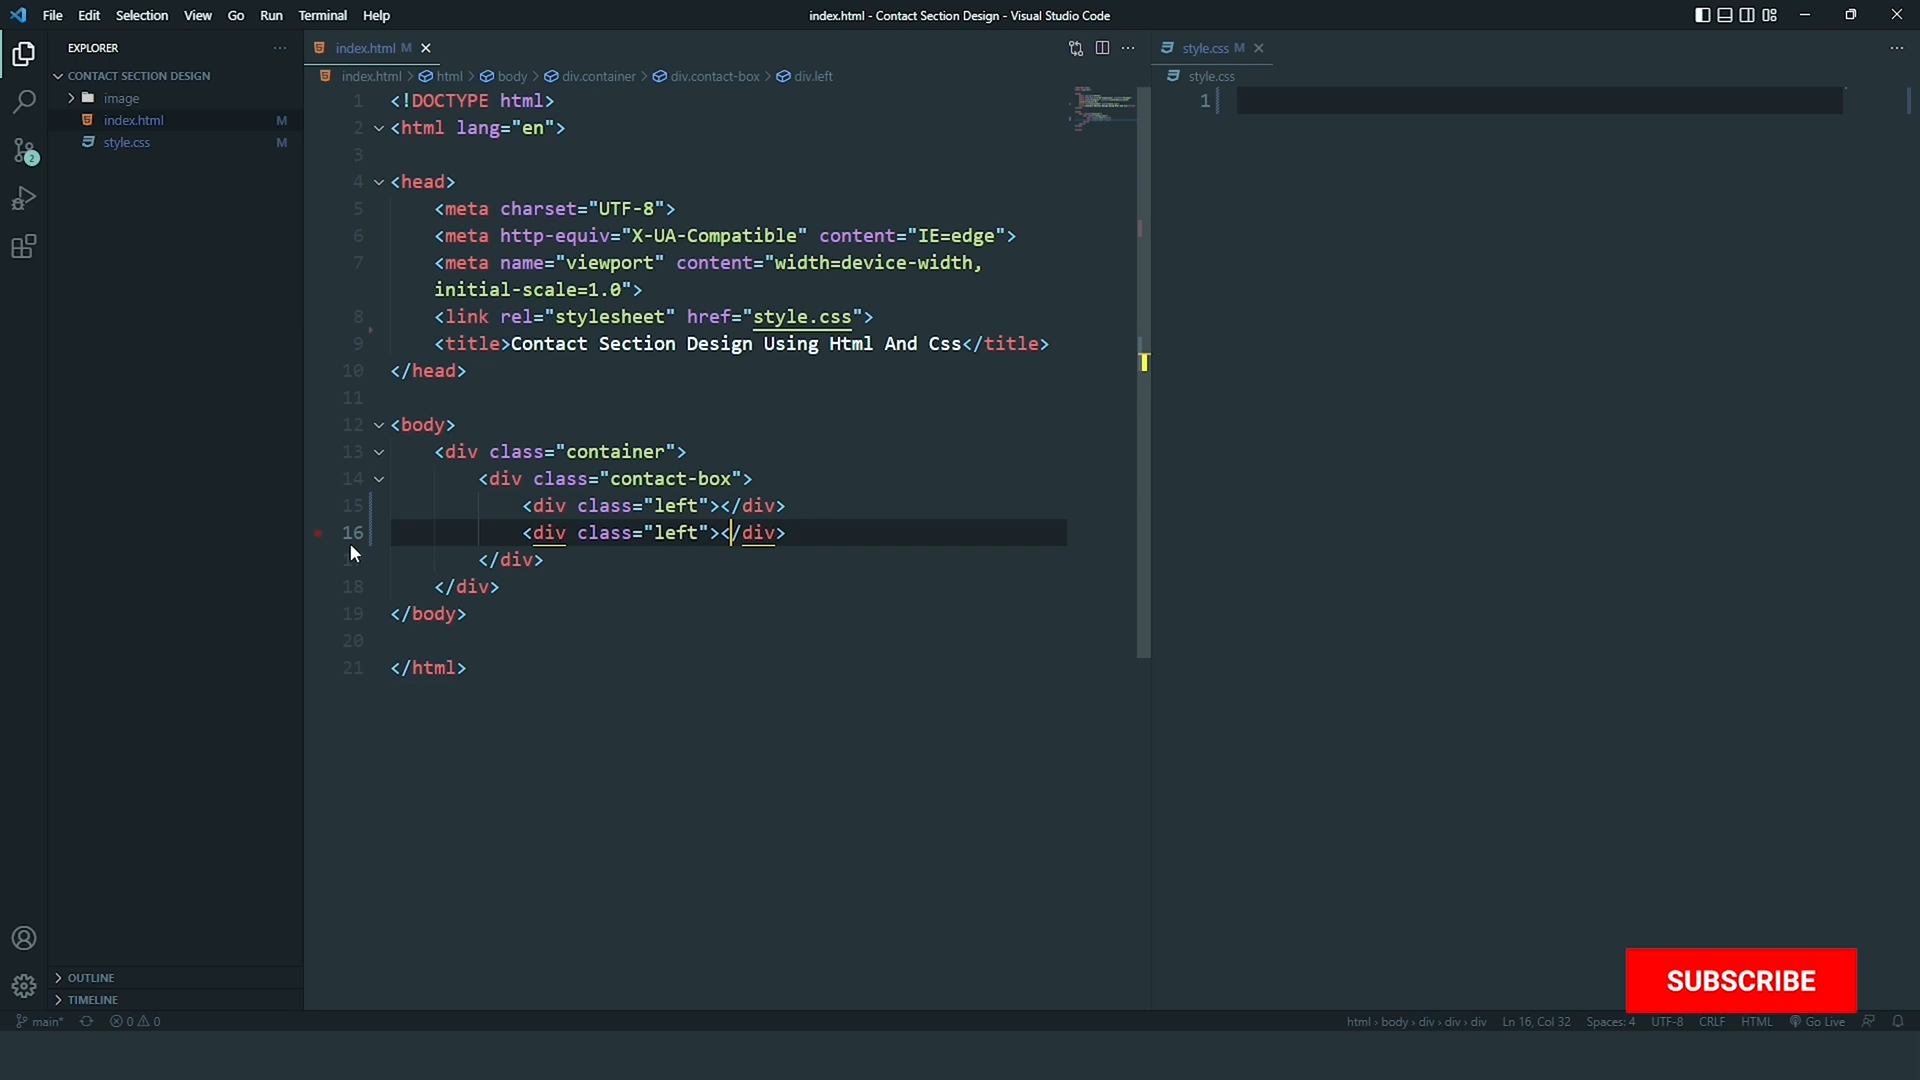 File Edit Selection View Go Run Terminal Help
index.html - Contact Section Design - Visual Studio Code
EXPLORER
CONTACT SECTION DESIGN
image
index.html M
style.css M
index.html M
index.html > html > body > div.container > div.contact-box > div.left
1 <!DOCTYPE html>
2 <html lang="en">
3
4 <head>
5 <meta charset="UTF-8">
6 <meta http-equiv="X-UA-Compatible" content="IE=edge">
7 <meta name="viewport" content="width=device-width,
initial-scale=1.0">
8 <link rel="stylesheet" href="style.css">
9 <title>Contact Section Design Using Html And Css</title>
10 </head>
11
12 <body>
13 <div class="container">
14 <div class="contact-box">
15 <div class="left"></div>
16 <div class="left"></div>
</div>
18 </div>
19 </body>
20
21 </html>
style.css M
style.css
1
2
OUTLINE
TIMELINE
SUBSCRIBE
main* 0 0
html > body > div > div > div Ln 16, Col 32 Spaces: 4 UTF-8 CRLF HTML Go Live